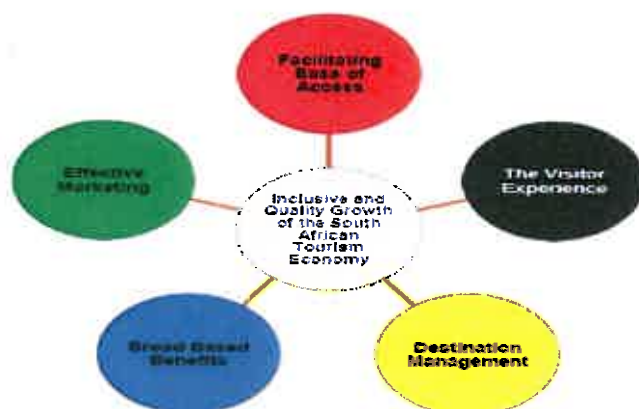 Facilitating
Ease of
Access
Effective
Marketing
The Visitor
Experience
Inclusive and
Quality Growth
of the South
African
Tourism
Economy
Broad Based
Benefits
Destination
Management